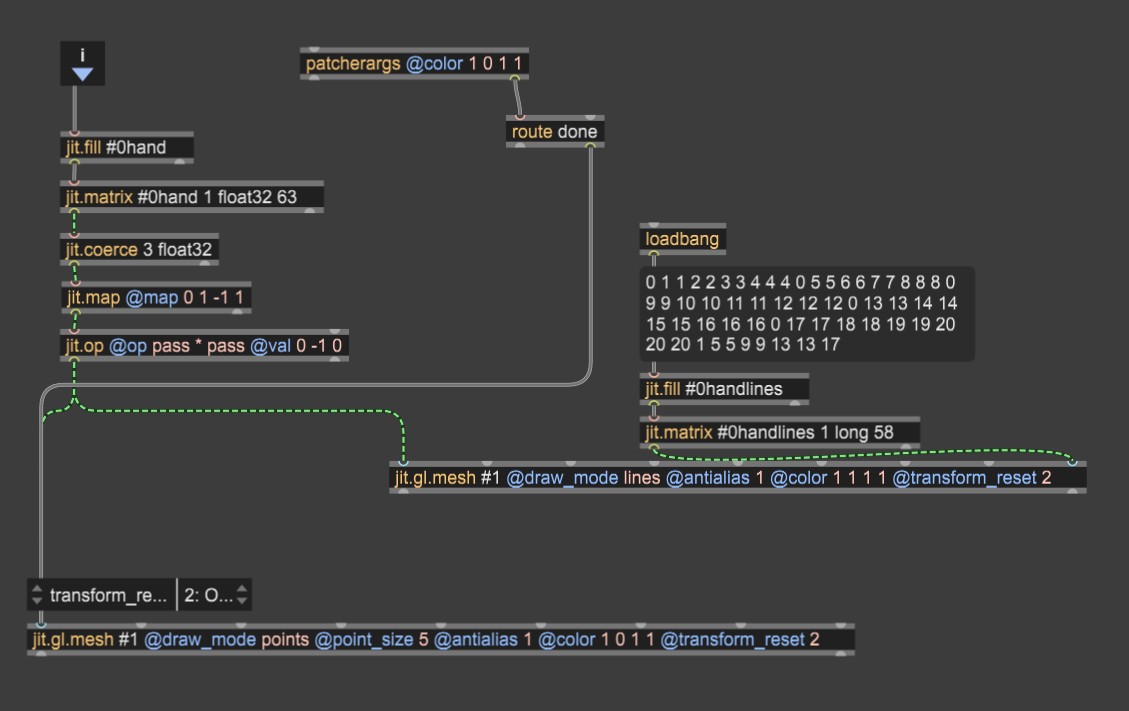 i
patcherargs @color 1 0 1 1
route done
jit.fill #0hand
jit.matrix #0hand 1 float32 63
jit.coerce 3 float32
jit.map @map 0 1 -1 1
jit.op @op pass * pass @val 0 -1 0
loadbang
0 1 1 2 2 3 3 4 4 4 0 5 5 6 6 7 7 8 8 8 0
9 9 10 10 11 11 12 12 12 0 13 13 14 14
15 15 16 16 16 0 17 17 18 18 19 19 20
20 20 1 5 5 9 9 13 13 17
jit.fill #0handlines
jit.matrix #0handlines 1 long 58
jit.gl.mesh #1 @draw_mode lines @antialias 1 @color 1 1 1 1 @transform_reset 2
transform_re... 2: O...
jit.gl.mesh #1 @draw_mode points @point_size 5 @antialias 1 @color 1 0 1 1 @transform_reset 2